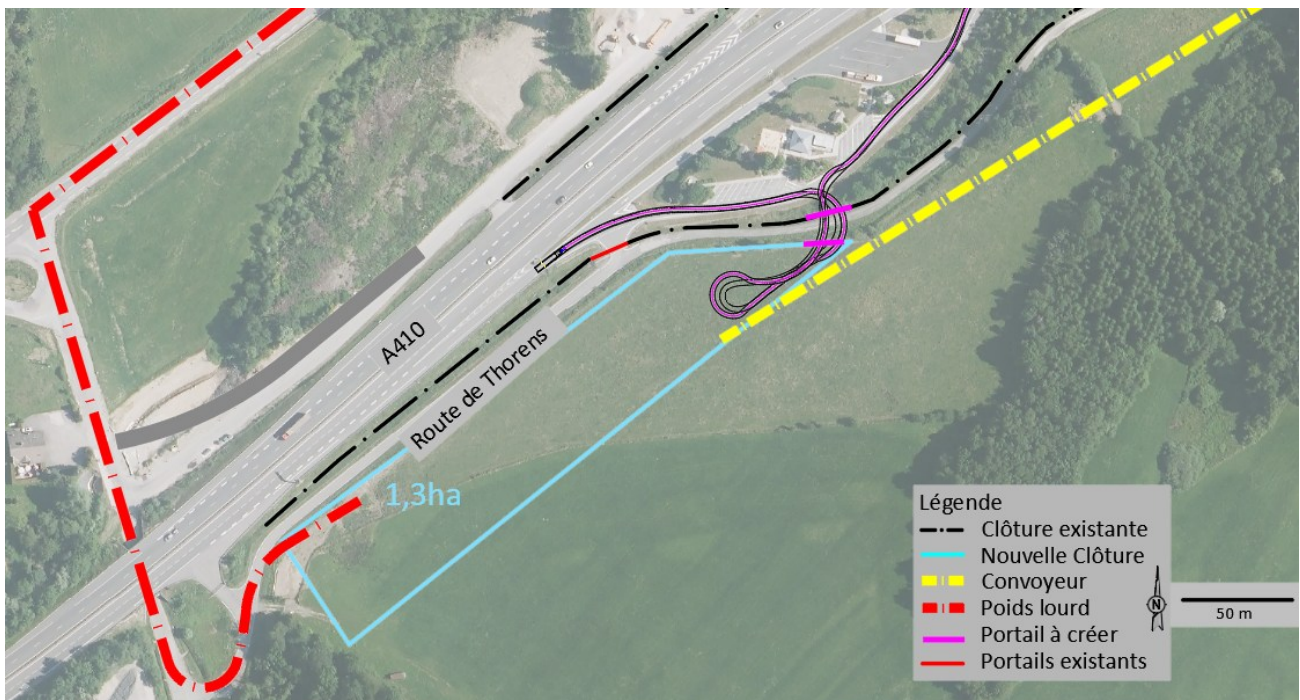 A410
Route de Thorens
1,3ha
Légende
Clôture existante
Nouvelle Clôture
Convoyeur
Poids lourd
Portail à créer
Portails existants
N
50 m